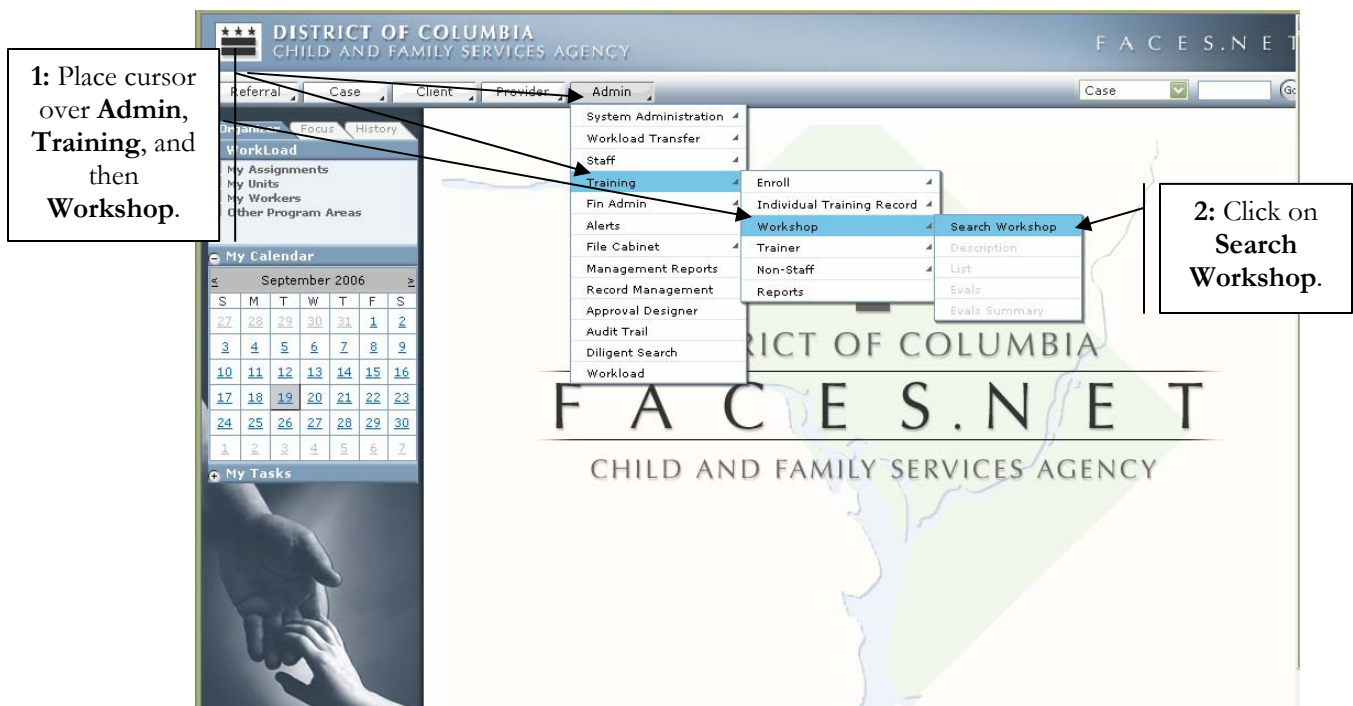 DISTRICT OF COLUMBIA
CHILD AND FAMILY SERVICES AGENCY
F A C E S . N E T
1: Place cursor
over Admin,
Training, and
then
Workshop.
Referral Case Client Provider Admin
Case Go
Organizer Focus History
WorkLoad
My Assignments
My Units
My Workers
Other Program Areas
My Calendar
≤ September 2006 ≥
S M T W T F S
27 28 29 30 31 1 2
3 4 5 6 7 8 9
10 11 12 13 14 15 16
17 18 19 20 21 22 23
24 25 26 27 28 29 30
1 2 3 4 5 6 7
My Tasks
System Administration
Workload Transfer
Staff
Training
Fin Admin
Alerts
File Cabinet
Management Reports
Record Management
Approval Designer
Audit Trail
Diligent Search
Workload
Enroll
Individual Training Record
Workshop
Trainer
Non-Staff
Reports
Search Workshop
Description
List
Evals
Evals Summary
2: Click on
Search
Workshop.
RICT OF COLUMBIA
F A C E S . N E T
CHILD AND FAMILY SERVICES AGENCY